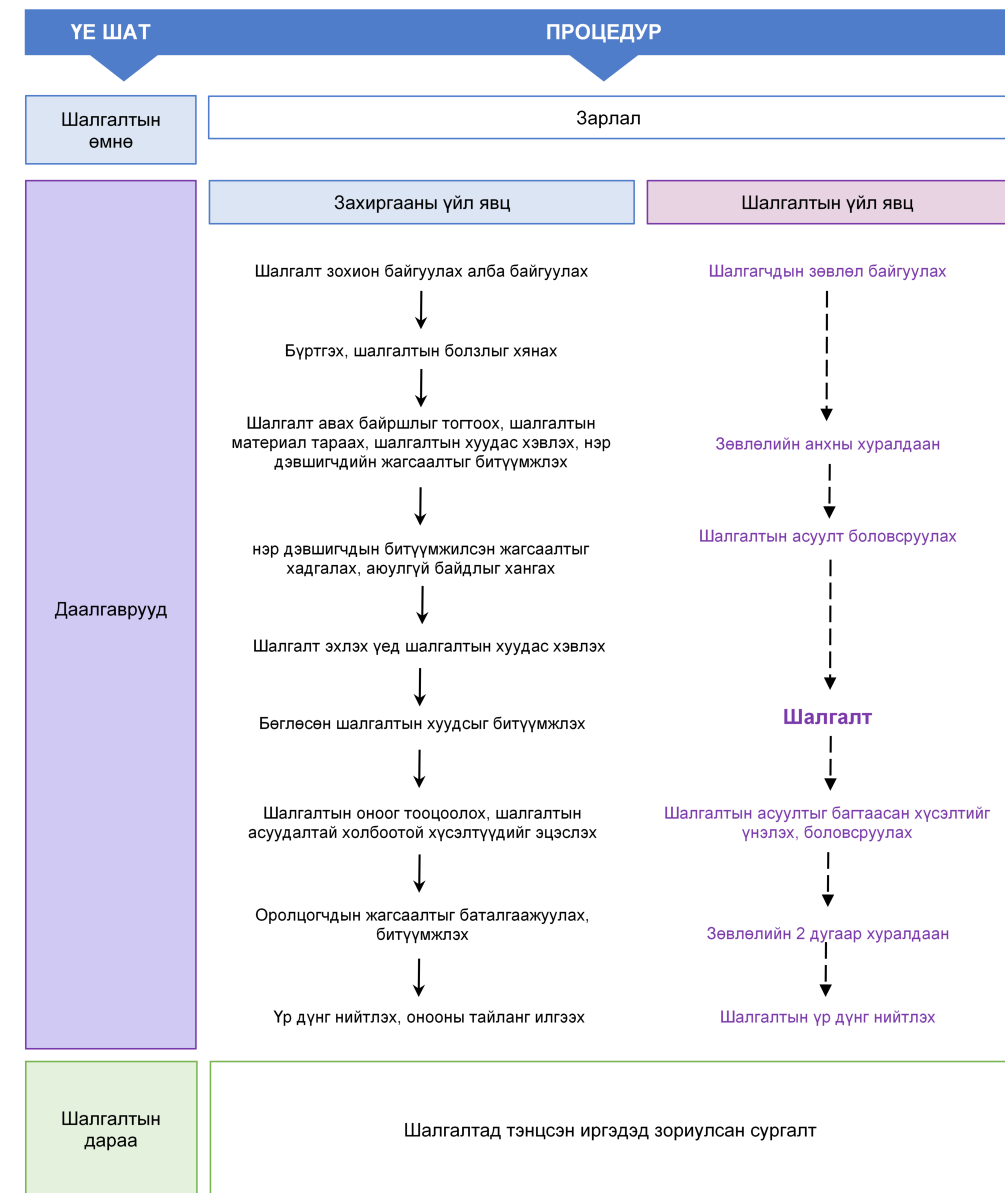 ҮЕ ШАТ
ПРОЦЕДУР
Шалгалтын
өмнө
Зарлал
Даалгаврууд
Захиргааны үйл явц
Шалгалт зохион байгуулах алба байгуулах
Бүртгэх, шалгалтын болзлыг хянах
Шалгалт авах байршлыг тогтоох, шалгалтын
материал тараах, шалгалтын хуудас хэвлэх, нэр
дэвшигчдийн жагсаалтыг битүүмжлэх
нэр дэвшигчдын битүүмжилсэн жагсаалтыг
хадгалах, аюулгүй байдлыг хангах
Шалгалт эхлэх үед шалгалтын хуудас хэвлэх
Бөглөсөн шалгалтын хуудсыг битүүмжлэх
Шалгалтын оноог тооцоолох, шалгалтын
асуудалтай холбоотой хүсэлтүүдийг эцэслэх
Оролцогчдын жагсаалтыг баталгаажуулах,
битүүмжлэх
Үр дүнг нийтлэх, онооны тайланг илгээх
Шалгалтын үйл явц
Шалгагчдын зөвлөл байгуулах
Зөвлөлийн анхны хуралдаан
Шалгалтын асуулт боловсруулах
Шалгалт
Шалгалтын асуултыг багтаасан хүсэлтийг
үнэлэх, боловсруулах
Зөвлөлийн 2 дугаар хуралдаан
Шалгалтын үр дүнг нийтлэх
Шалгалтын
дараа
Шалгалтад тэнцсэн иргэдэд зориулсан сургалт